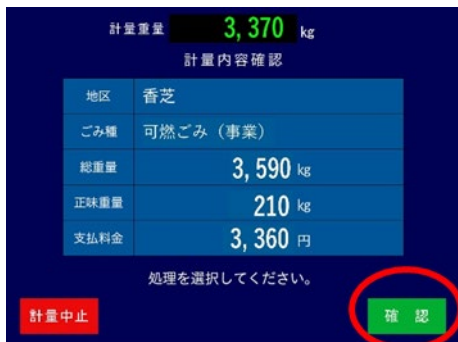 計量重量 3,370 kg
計量内容確認
地区 香芝
ごみ種 可燃ごみ（事業）
総重量 3,590 kg
正味重量 210 kg
支払料金 3,360 円
処理を選択してください。
計量中止 確認